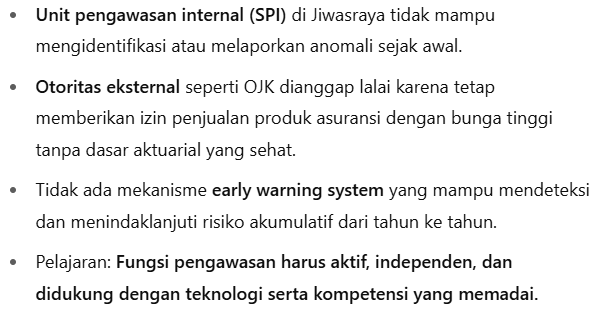 • Unit pengawasan internal (SPI) di Jiwasraya tidak mampu
mengidentifikasi atau melaporkan anomali sejak awal.
• Otoritas eksternal seperti OJK dianggap lalai karena tetap
memberikan izin penjualan produk asuransi dengan bunga tinggi
tanpa dasar aktuarial yang sehat.
• Tidak ada mekanisme early warning system yang mampu mendeteksi
dan menindaklanjuti risiko akumulatif dari tahun ke tahun.
• Pelajaran: Fungsi pengawasan harus aktif, independen, dan
didukung dengan teknologi serta kompetensi yang memadai.